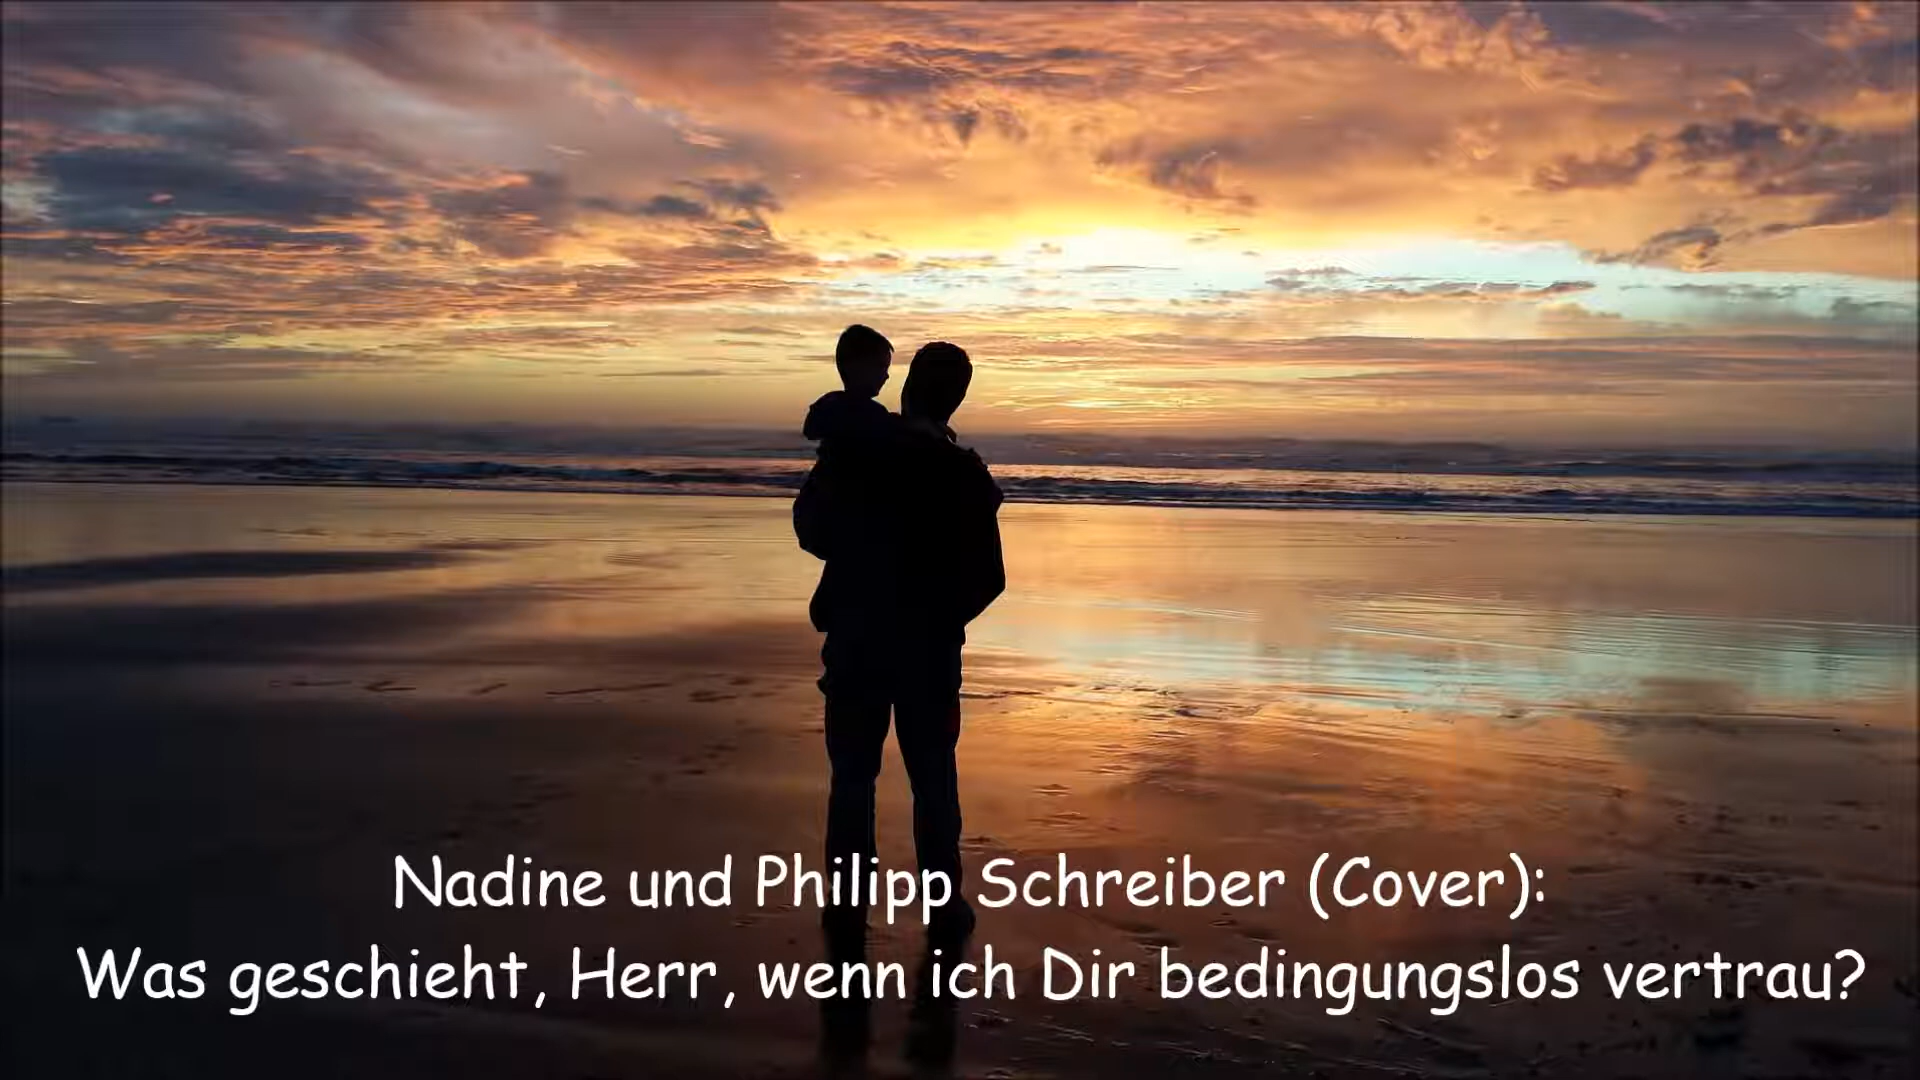 Nadine und Philipp Schreiber (Cover):
Was geschieht, Herr, wenn ich Dir bedingungslos vertrau?